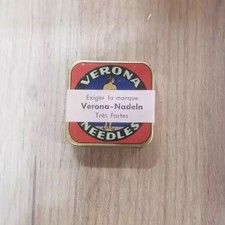 VERONA
Exiger la marque
Verona-Nadeln
Très Fortes
NEEDLES